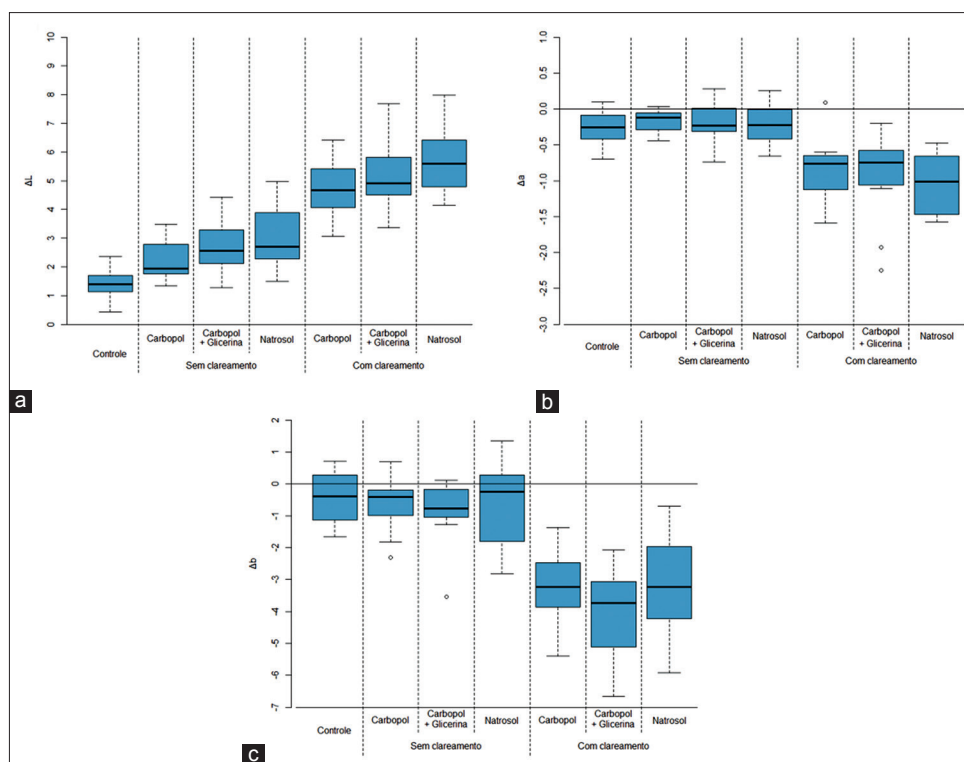 10
8
6
5
4
3
2
1
0
ΔL
Controle
Carbopol
Carbopol
+ Glicerina
Natrosol
Carbopol
Carbopol
+ Glicerina
Natrosol
Sem clareamento
Com clareamento
a
1.0
0.5
0.0
-0.5
-1.0
-1.5
-2.0
-2.5
-3.0
Δa
Controle
Carbopol
Carbopol
+ Glicerina
Natrosol
Carbopol
Carbopol
+ Glicerina
Natrosol
Sem clareamento
Com clareamento
b
2
1
0
-1
-2
-3
-4
-5
-6
-7
Δb
Controle
Carbopol
Carbopol
+ Glicerina
Natrosol
Carbopol
Carbopol
+ Glicerina
Natrosol
Sem clareamento
Com clareamento
c